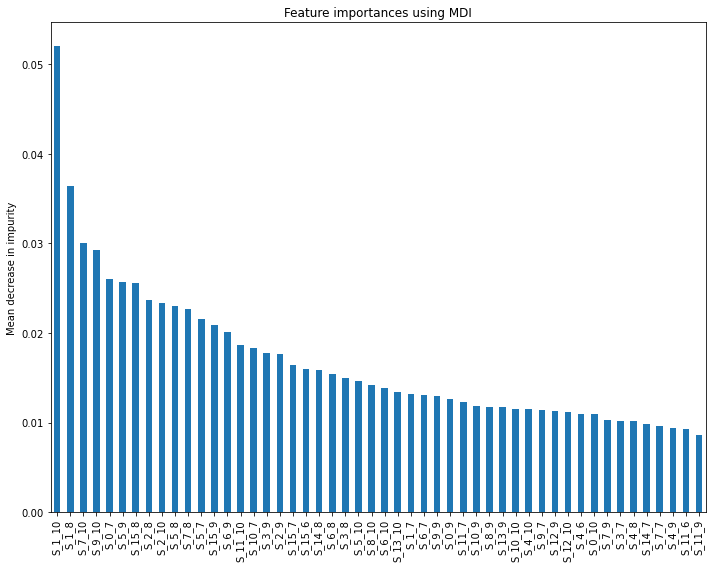 Feature importances using MDI
Mean decrease in impurity
0.05
0.04
0.03
0.02
0.01
0.00
S_1_10
S_1_8
S_7_10
S_9_10
S_0_7
S_5_9
S_15_8
S_2_8
S_2_10
S_5_8
S_7_8
S_5_7
S_15_9
S_6_9
S_11_10
S_10_7
S_3_9
S_2_9
S_15_7
S_15_6
S_14_8
S_6_8
S_3_8
S_5_10
S_8_10
S_6_10
S_13_10
S_1_7
S_6_7
S_9_9
S_0_9
S_11_7
S_10_9
S_8_9
S_13_9
S_10_10
S_4_10
S_9_7
S_12_9
S_12_10
S_4_6
S_0_10
S_7_9
S_3_7
S_4_8
S_14_7
S_7_7
S_4_9
S_11_6
S_11_9